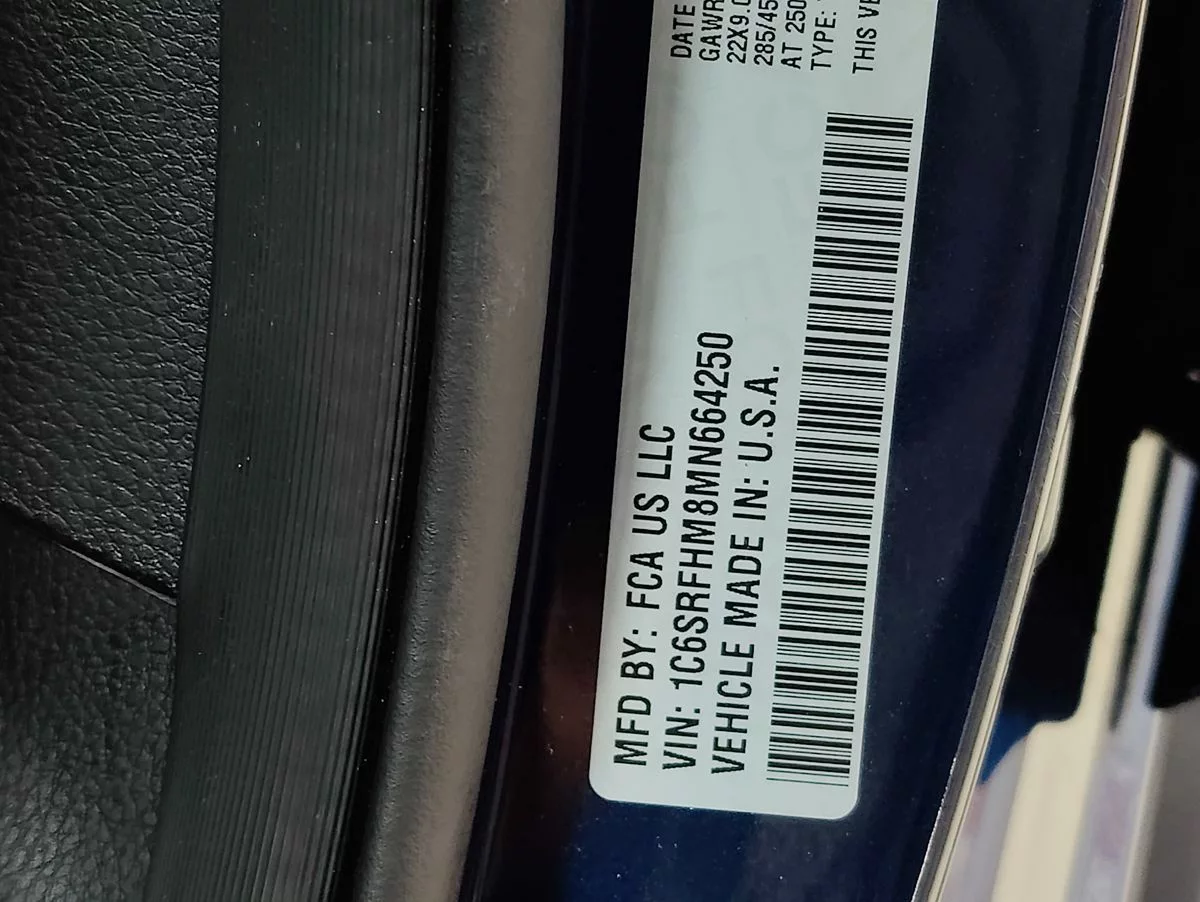 MFD BY: FCA US LLC
VIN: 1C6SRFHM8MN664250
VEHICLE MADE IN: U.S.A.
DATE
GAWR
22X9.0
285/45
AT 250
TYPE:
THIS VE